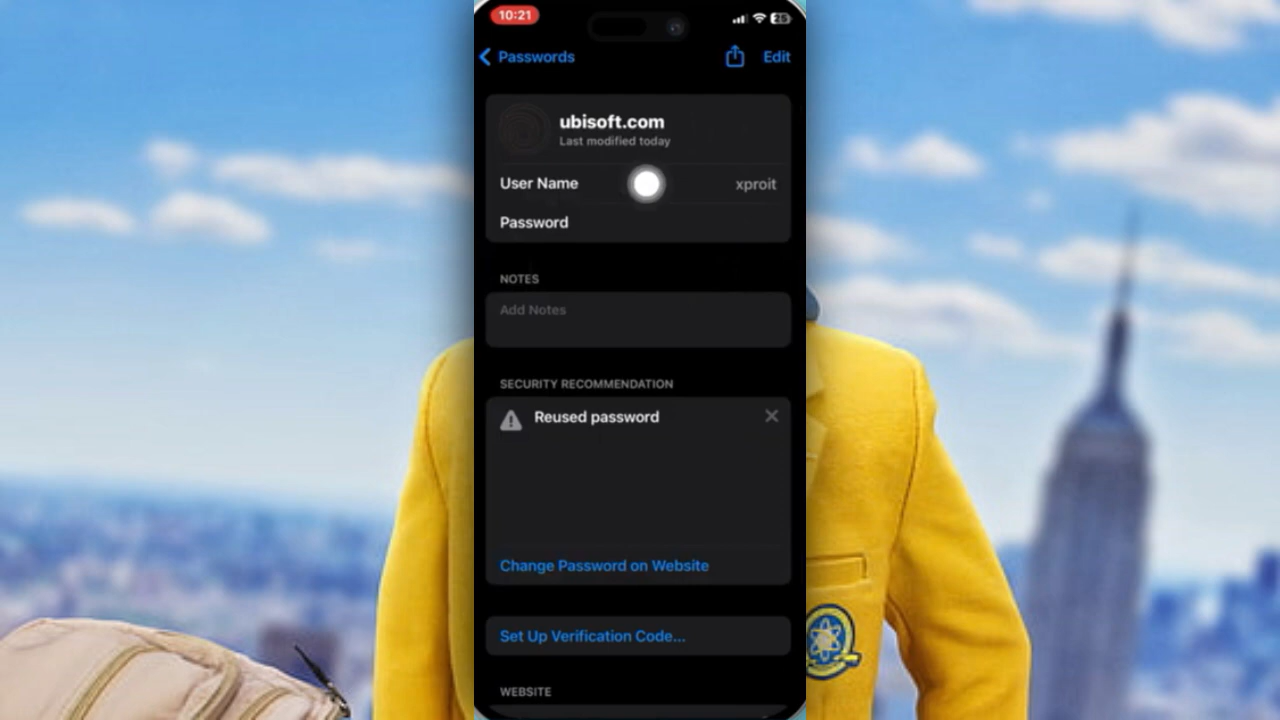 10:21
25
Passwords
Edit
ubisoft.com
Last modified today
User Name
xproit
Password
NOTES
Add Notes
SECURITY RECOMMENDATION
Reused password
Change Password on Website
Set Up Verification Code...
WEBSITE